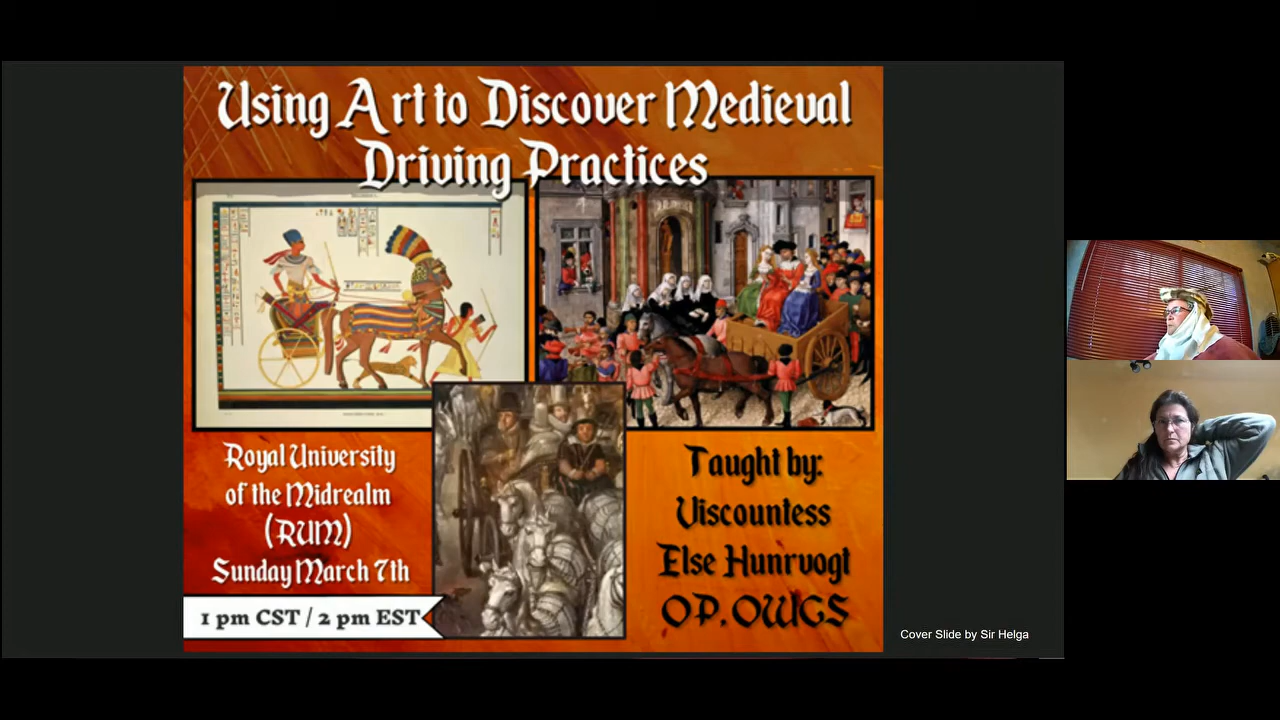 Using Art to Discover Medieval
Driving Practices
Royal University
of the Midrealm
(RUM)
Sunday March 7th
1 pm CST / 2 pm EST
Taught by:
Viscountess
Else Hunrvogt
OP, OWGS
Cover Slide by Sir Helga